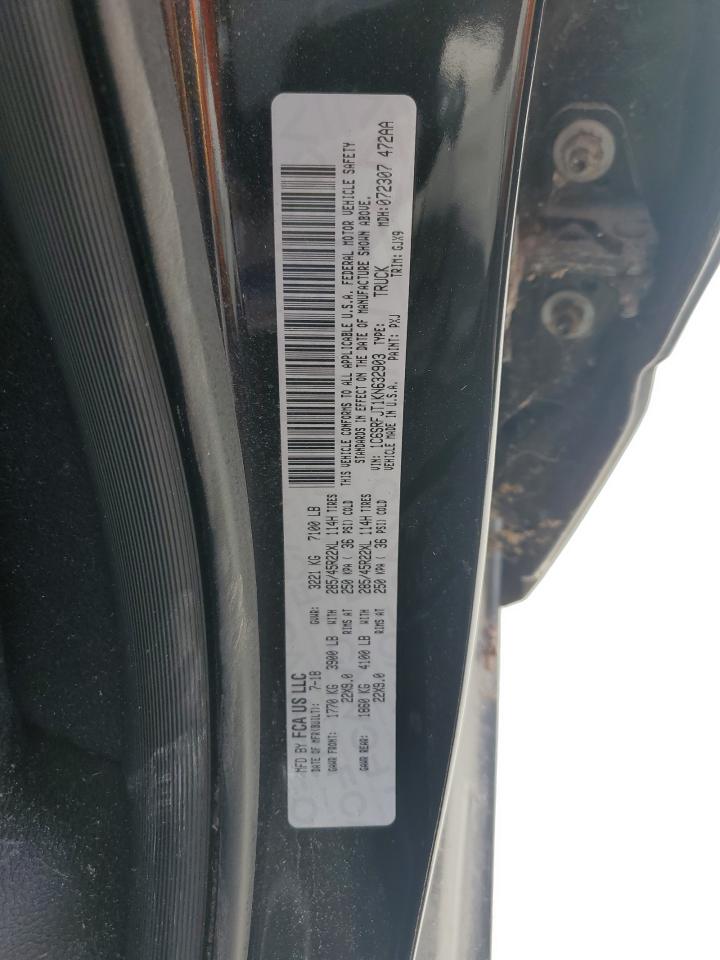 MFD BY FCA US LLC
DATE OF MFR(BUILT): 7-18 GVWR: 3221 KG 7100 LB
GAWR FRONT: 1770 KG 3900 LB WITH 285/45R22XL 114H TIRES
22X9.0 RIMS AT 250 KPA ( 36 PSI) COLD
GAWR REAR: 1860 KG 4100 LB WITH 285/45R22XL 114H TIRES
22X9.0 RIMS AT 250 KPA ( 36 PSI) COLD
THIS VEHICLE CONFORMS TO ALL APPLICABLE U.S.A. FEDERAL MOTOR VEHICLE SAFETY
STANDARDS IN EFFECT ON THE DATE OF MANUFACTURE SHOWN ABOVE.
VIN: 1C6SRFJT1KN632903 TYPE: TRUCK MDH:072307 472AA
VEHICLE MADE IN U.S.A. PAINT: PXJ TRIM: GJX9